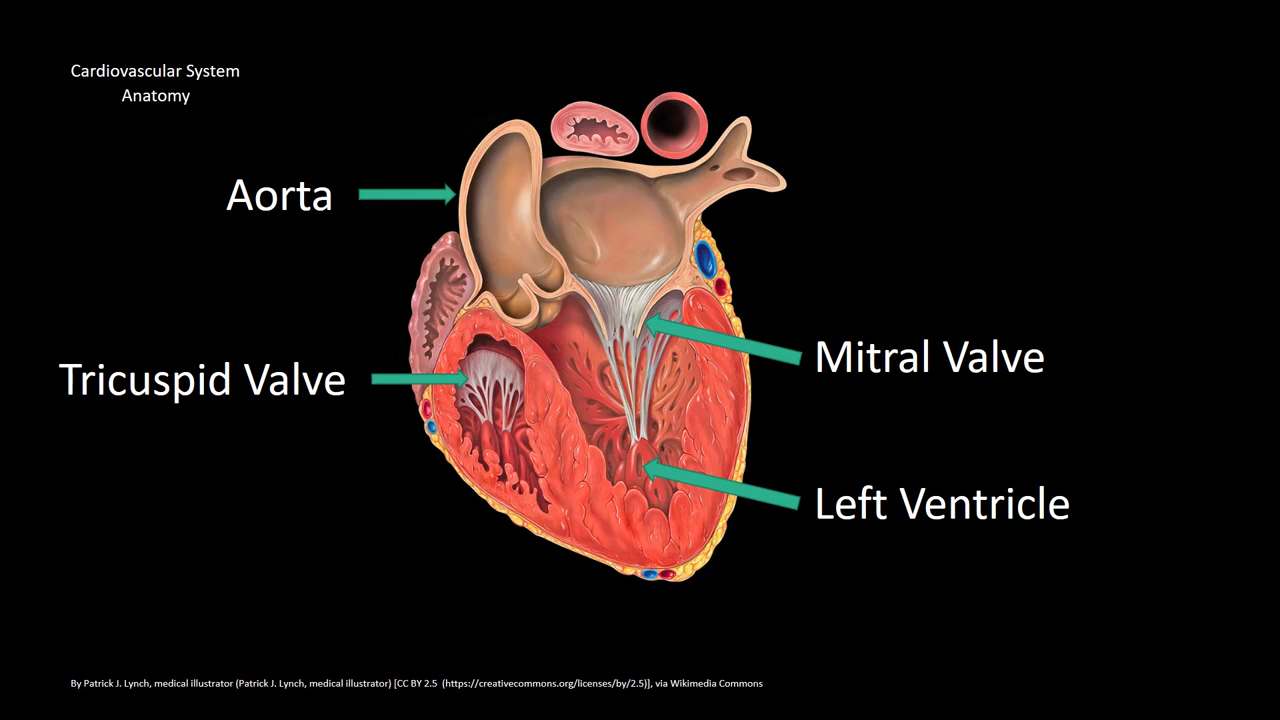 Cardiovascular System
Anatomy
Aorta
Tricuspid Valve
Mitral Valve
Left Ventricle
By Patrick J. Lynch, medical illustrator (Patrick J. Lynch, medical illustrator) [CC BY 2.5 (https://creativecommons.org/licenses/by/2.5)], via Wikimedia Commons